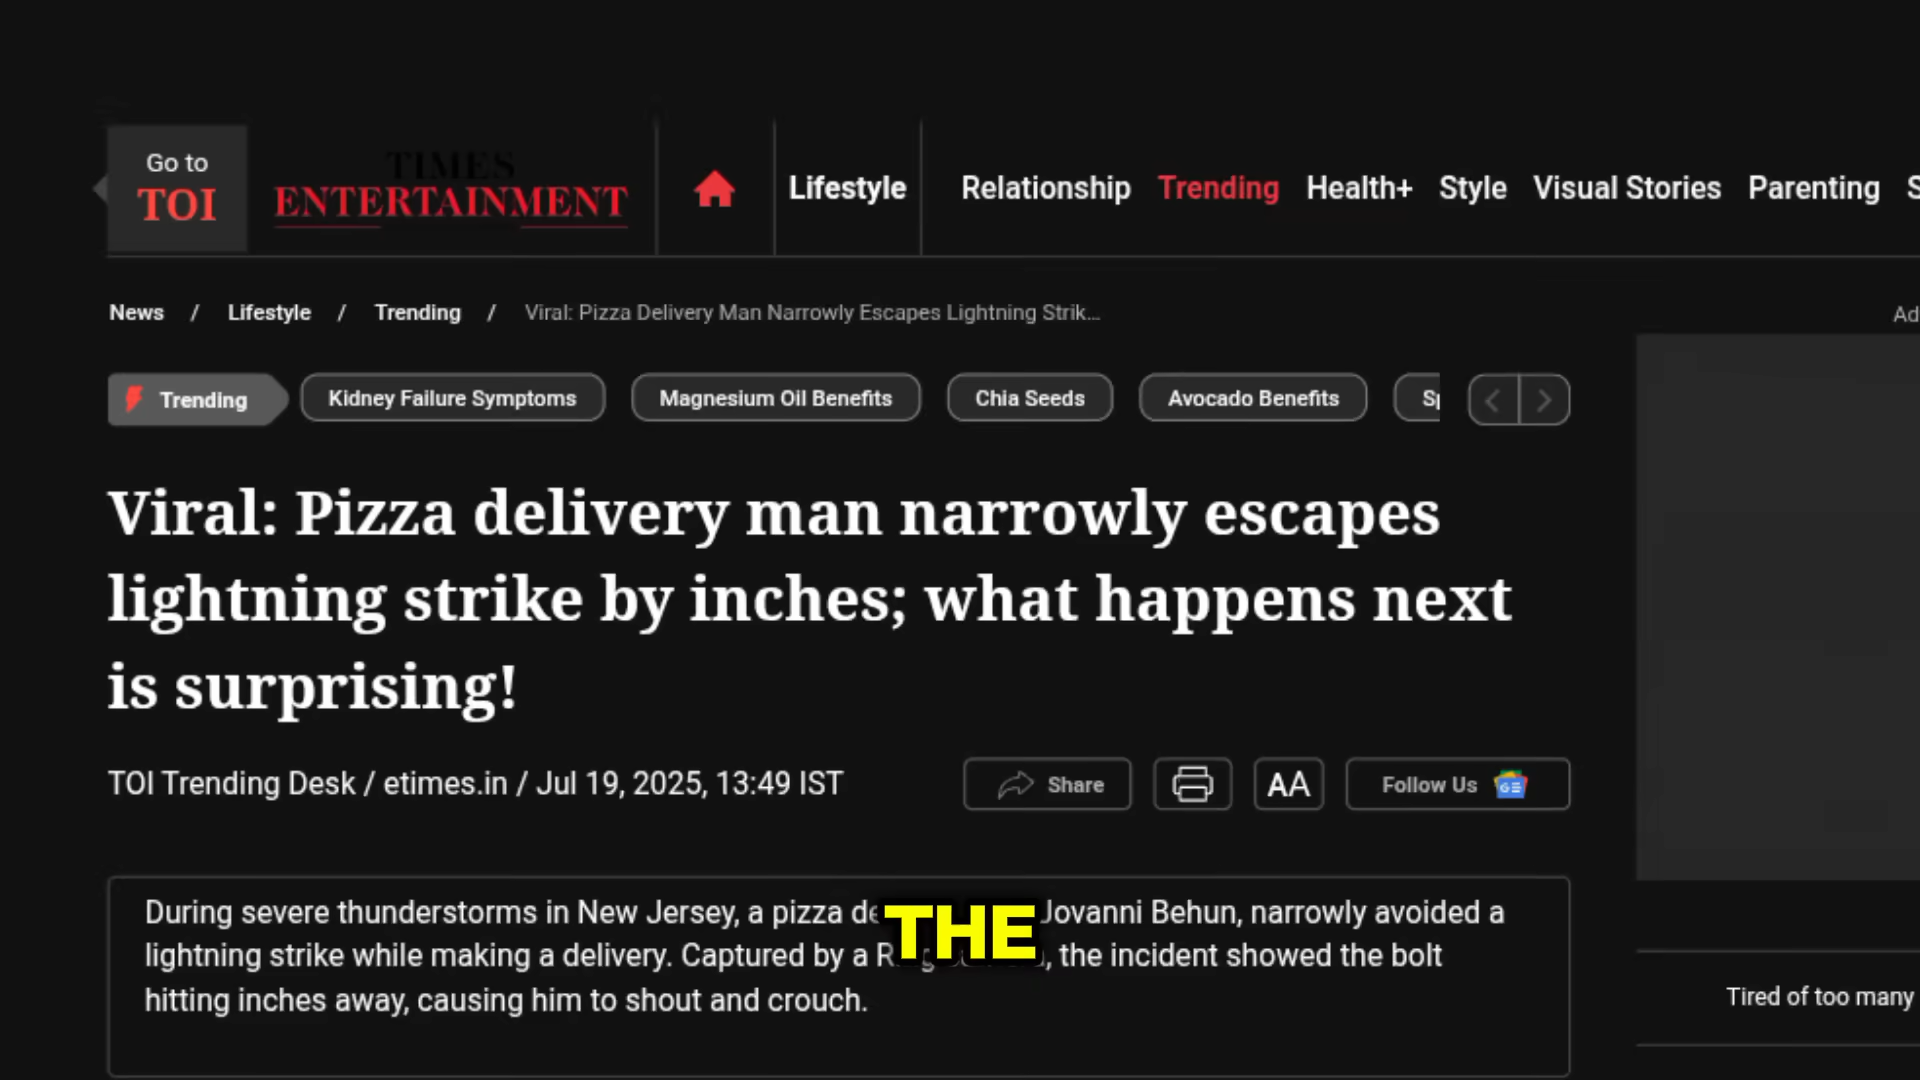 Go to
TOI
TIMES
ENTERTAINMENT
Lifestyle
Relationship Trending Health+ Style Visual Stories Parenting S
News / Lifestyle / Trending / Viral: Pizza Delivery Man Narrowly Escapes Lightning Strik...
Ad
Trending Kidney Failure Symptoms Magnesium Oil Benefits Chia Seeds Avocado Benefits Sp
Viral: Pizza delivery man narrowly escapes
lightning strike by inches; what happens next
is surprising!
TOI Trending Desk / etimes.in / Jul 19, 2025, 13:49 IST
Share AA Follow Us GE
During severe thunderstorms in New Jersey, a pizza Jovanni Behun, narrowly avoided a
lightning strike while making a delivery. Captured by a , the incident showed the bolt
hitting inches away, causing him to shout and crouch.
THE
Tired of too many